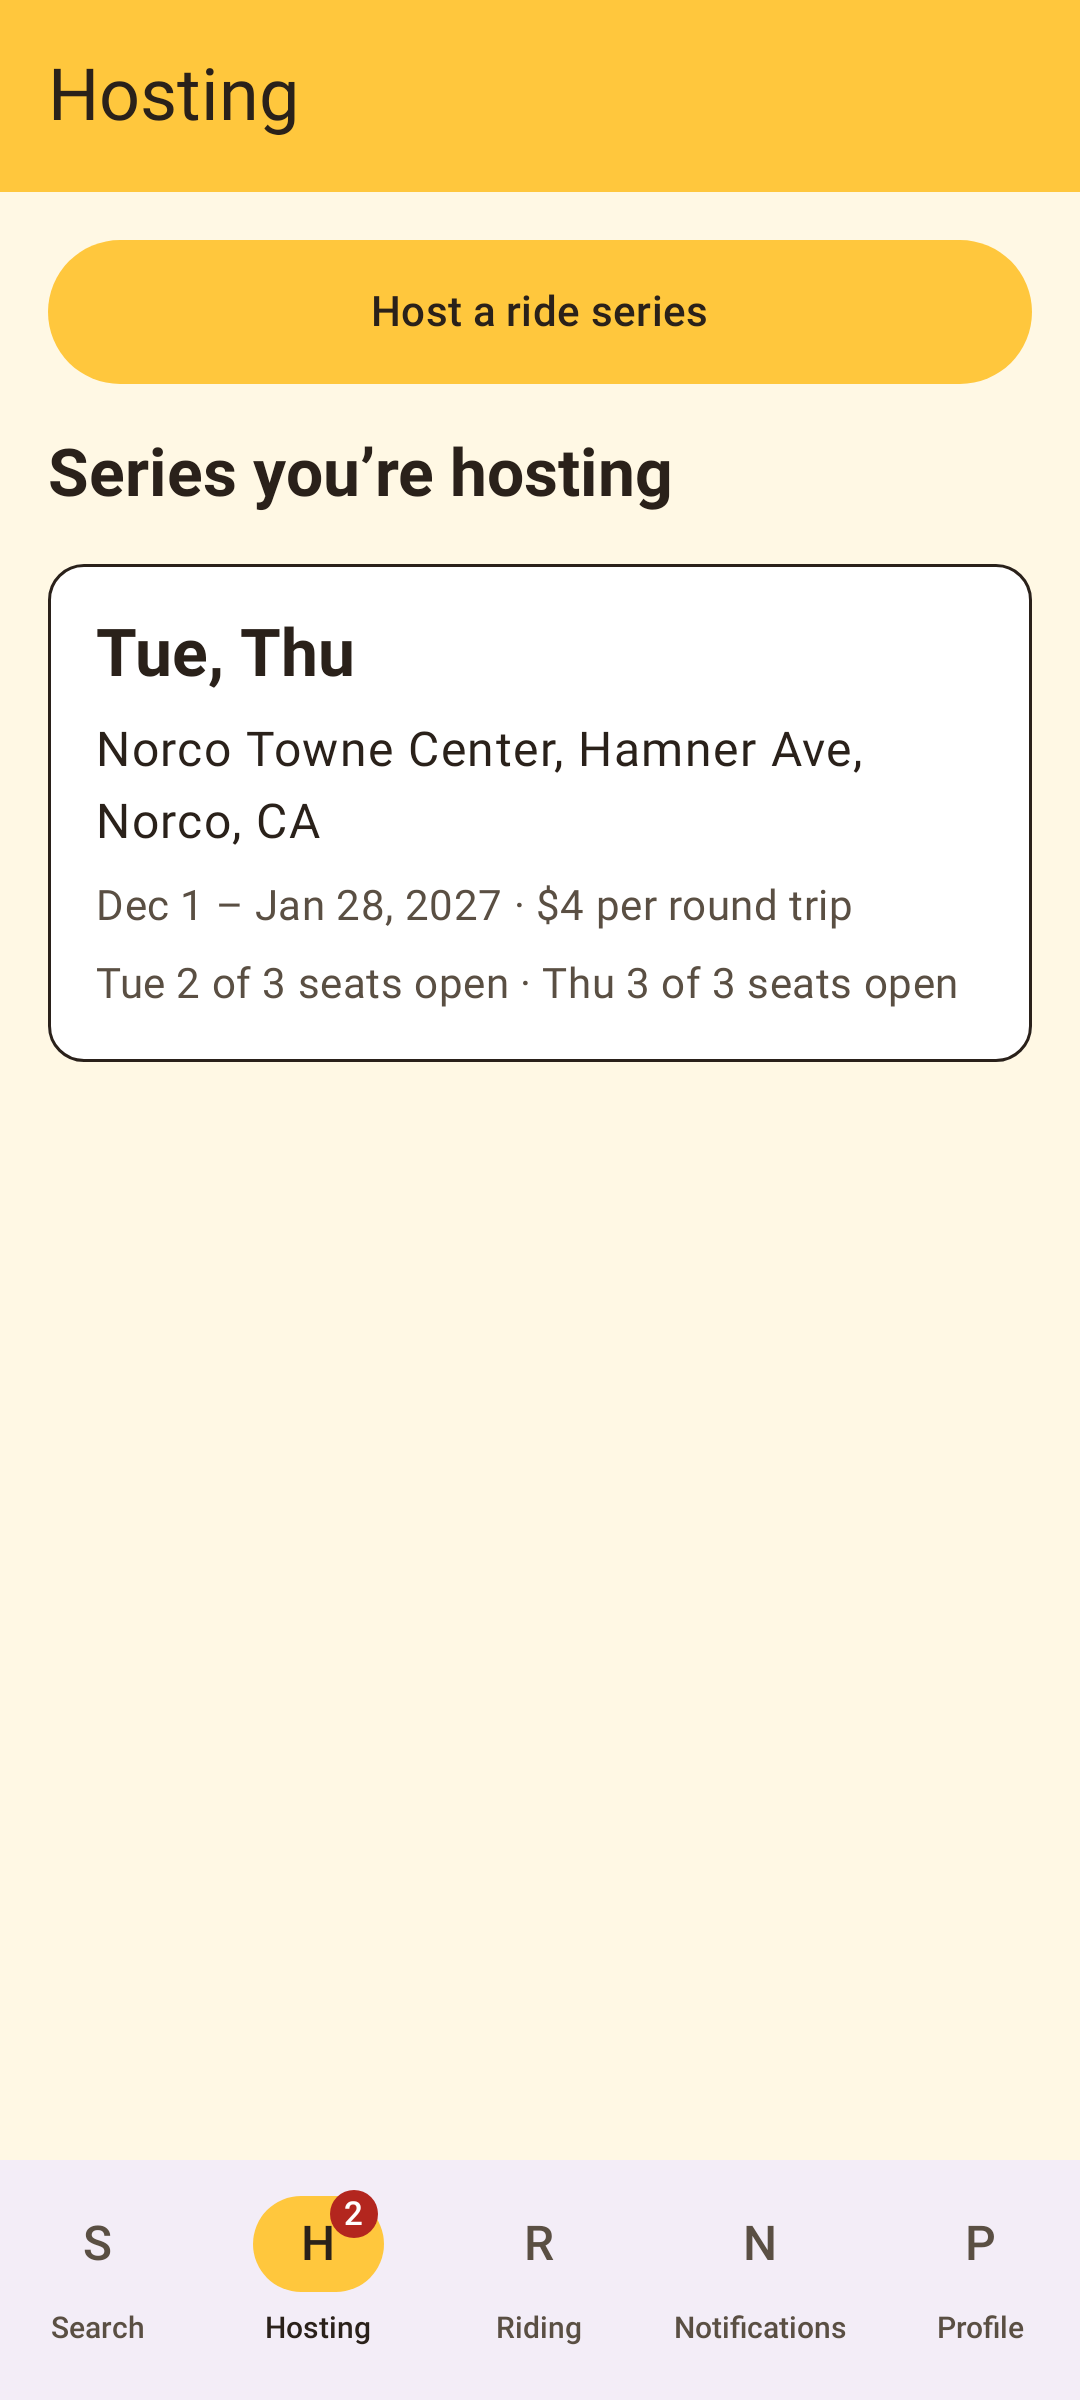 Hosting
Host a ride series
Series you’re hosting
Tue, Thu
Norco Towne Center, Hamner Ave,
Norco, CA
Dec 1 – Jan 28, 2027 · $4 per round trip
Tue 2 of 3 seats open · Thu 3 of 3 seats open
S
H
2
R
N
P
Search
Hosting
Riding
Notifications
Profile